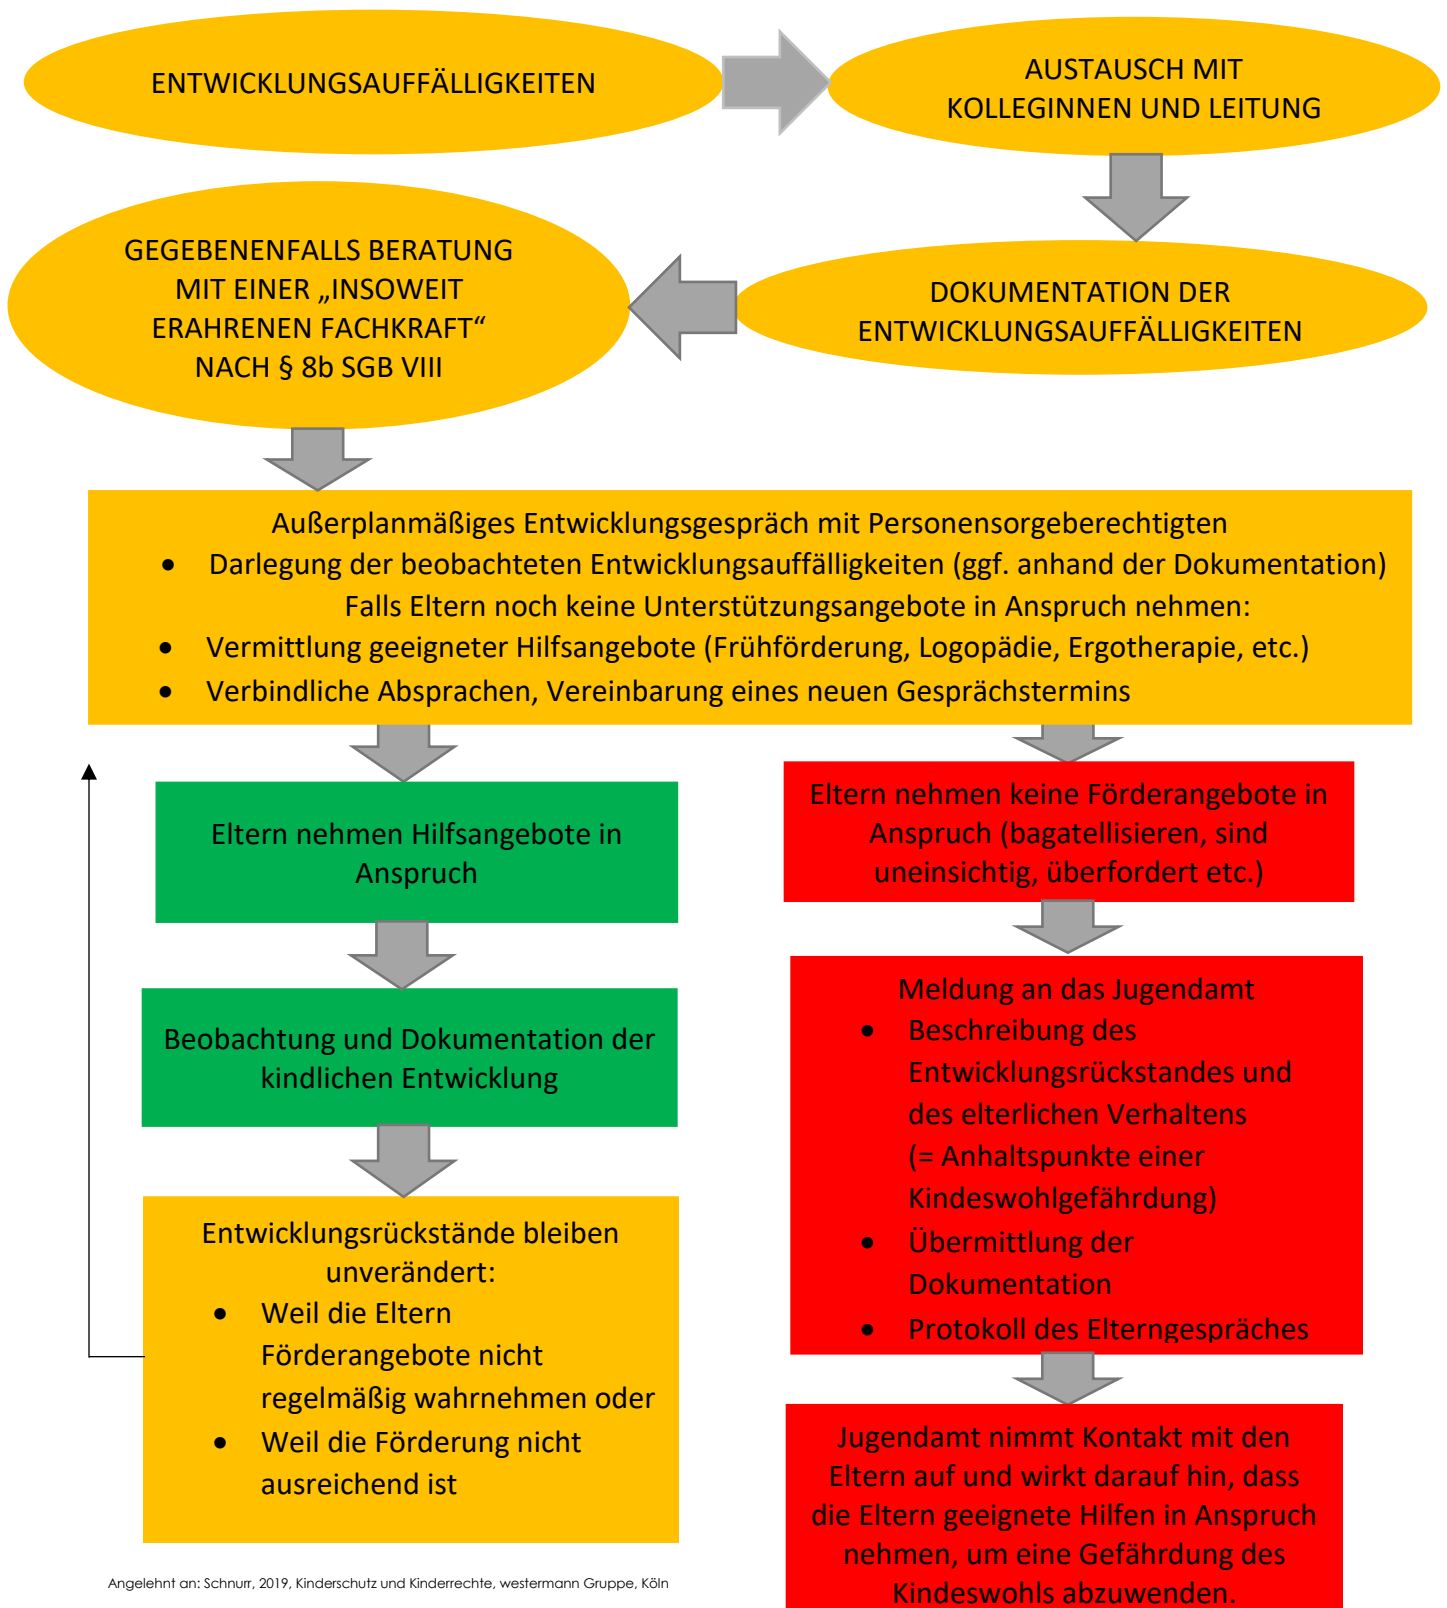 ENTWICKLUNGSAUFFÄLLIGKEITEN
AUSTAUSCH MIT
KOLLEGINNEN UND LEITUNG
DOKUMENTATION DER
ENTWICKLUNGSAUFFÄLLIGKEITEN
GEGEBENENFALLS BERATUNG
MIT EINER „INSOWEIT
ERAHRENEN FACHKRAFT“
NACH § 8b SGB VIII
Außerplanmäßiges Entwicklungsgespräch mit Personensorgeberechtigten
• Darlegung der beobachteten Entwicklungsauffälligkeiten (ggf. anhand der Dokumentation)
Falls Eltern noch keine Unterstützungsangebote in Anspruch nehmen:
• Vermittlung geeigneter Hilfsangebote (Frühförderung, Logopädie, Ergotherapie, etc.)
• Verbindliche Absprachen, Vereinbarung eines neuen Gesprächstermins
Eltern nehmen Hilfsangebote in
Anspruch
Beobachtung und Dokumentation der
kindlichen Entwicklung
Entwicklungsrückstände bleiben
unverändert:
• Weil die Eltern
Förderangebote nicht
regelmäßig wahrnehmen oder
• Weil die Förderung nicht
ausreichend ist
Eltern nehmen keine Förderangebote in
Anspruch (bagatellisieren, sind
uneinsichtig, überfordert etc.)
Meldung an das Jugendamt
• Beschreibung des
Entwicklungsrückstandes und
des elterlichen Verhaltens
(= Anhaltspunkte einer
Kindeswohlgefährdung)
• Übermittlung der
Dokumentation
• Protokoll des Elterngespräches
Jugendamt nimmt Kontakt mit den
Eltern auf und wirkt darauf hin, dass
die Eltern geeignete Hilfen in Anspruch
nehmen, um eine Gefährdung des
Kindeswohls abzuwenden.
Angelehnt an: Schnurr, 2019, Kinderschutz und Kinderrechte, westermann Gruppe, Köln